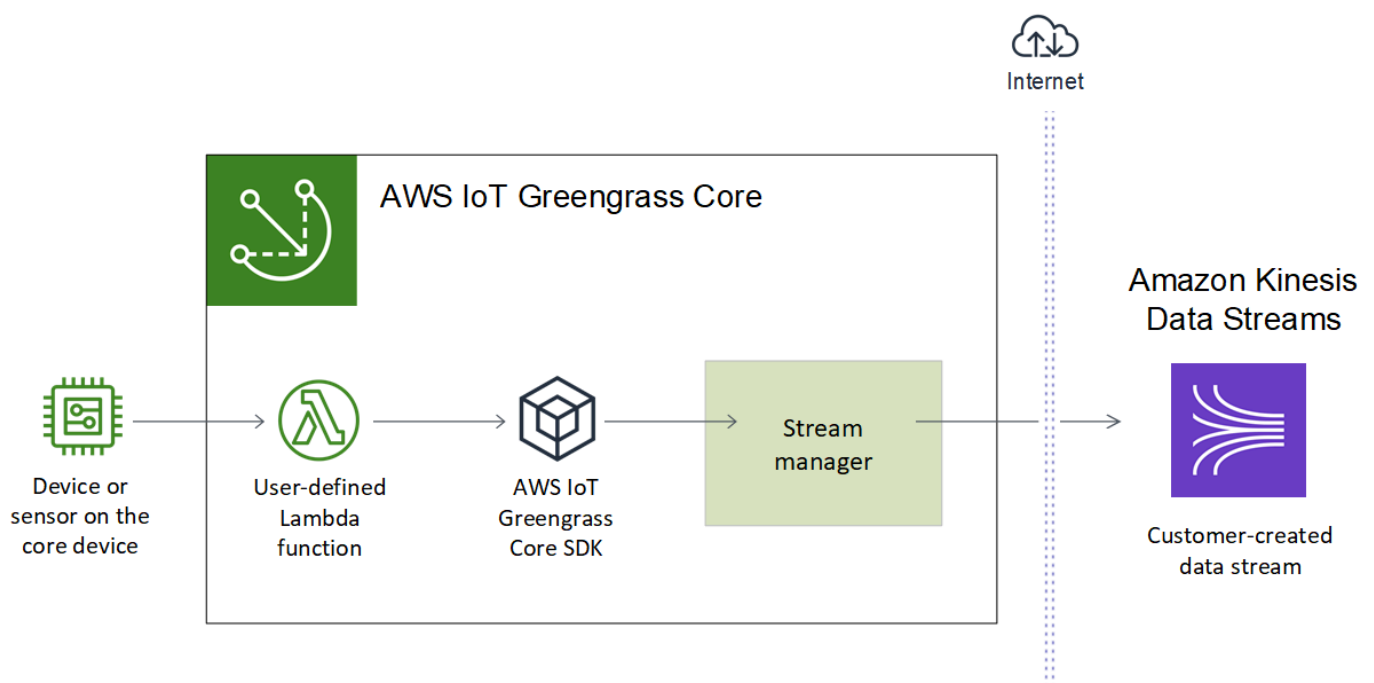 Internet
AWS IoT Greengrass Core
Amazon Kinesis
Data Streams
Stream
manager
Device or
sensor on the
core device
User-defined
Lambda
function
AWS IoT
Greengrass
Core SDK
Customer-created
data stream